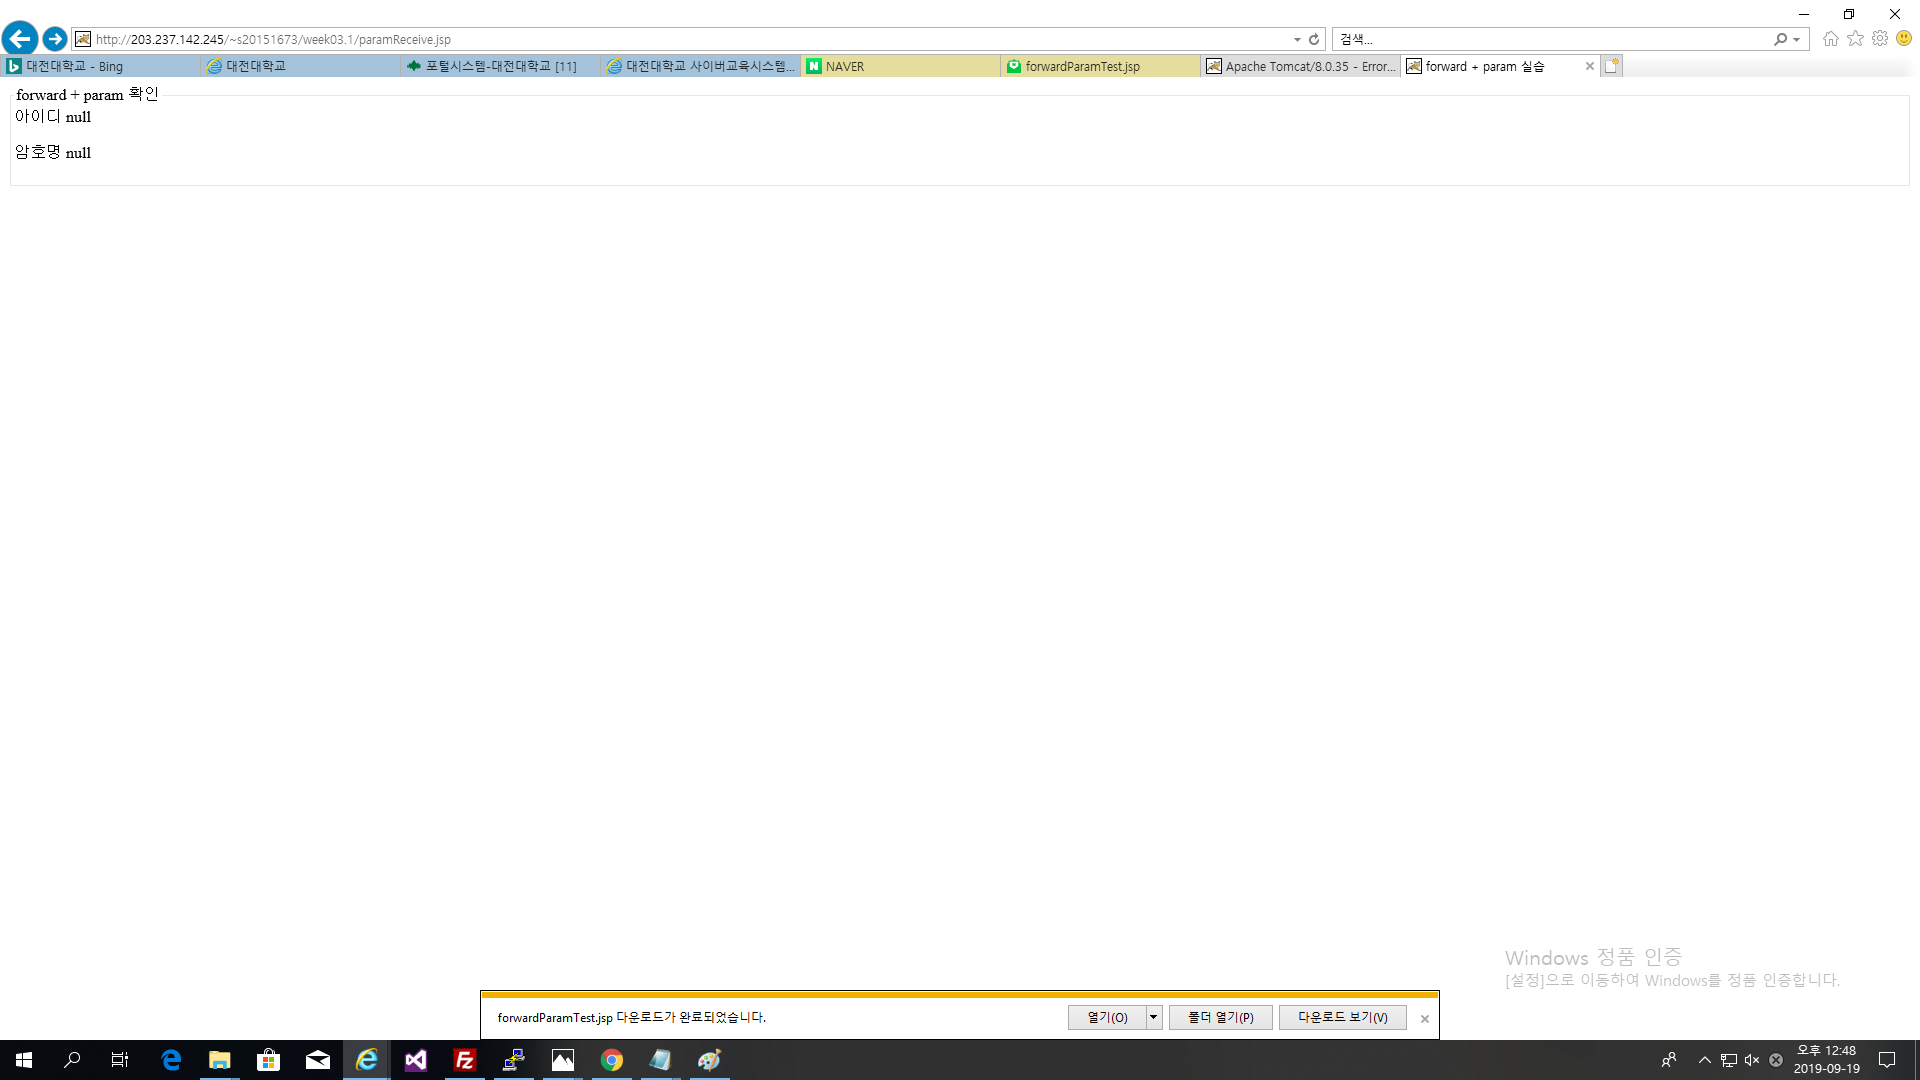 http://203.237.142.245/~s20151673/week03.1/paramReceive.jsp
검색...
대전대학교 - Bing
대전대학교
포털시스템-대전대학교 [11]
대전대학교 사이버교육시스템...
NAVER
forwardParamTest.jsp
Apache Tomcat/8.0.35 - Error...
forward + param 실습
forward + param 확인
아이디 null
암호명 null
Windows 정품 인증
[설정]으로 이동하여 Windows를 정품 인증합니다.
forwardParamTest.jsp 다운로드가 완료되었습니다.
열기(O)
폴더 열기(P)
다운로드 보기(V)
오후 12:48
2019-09-19